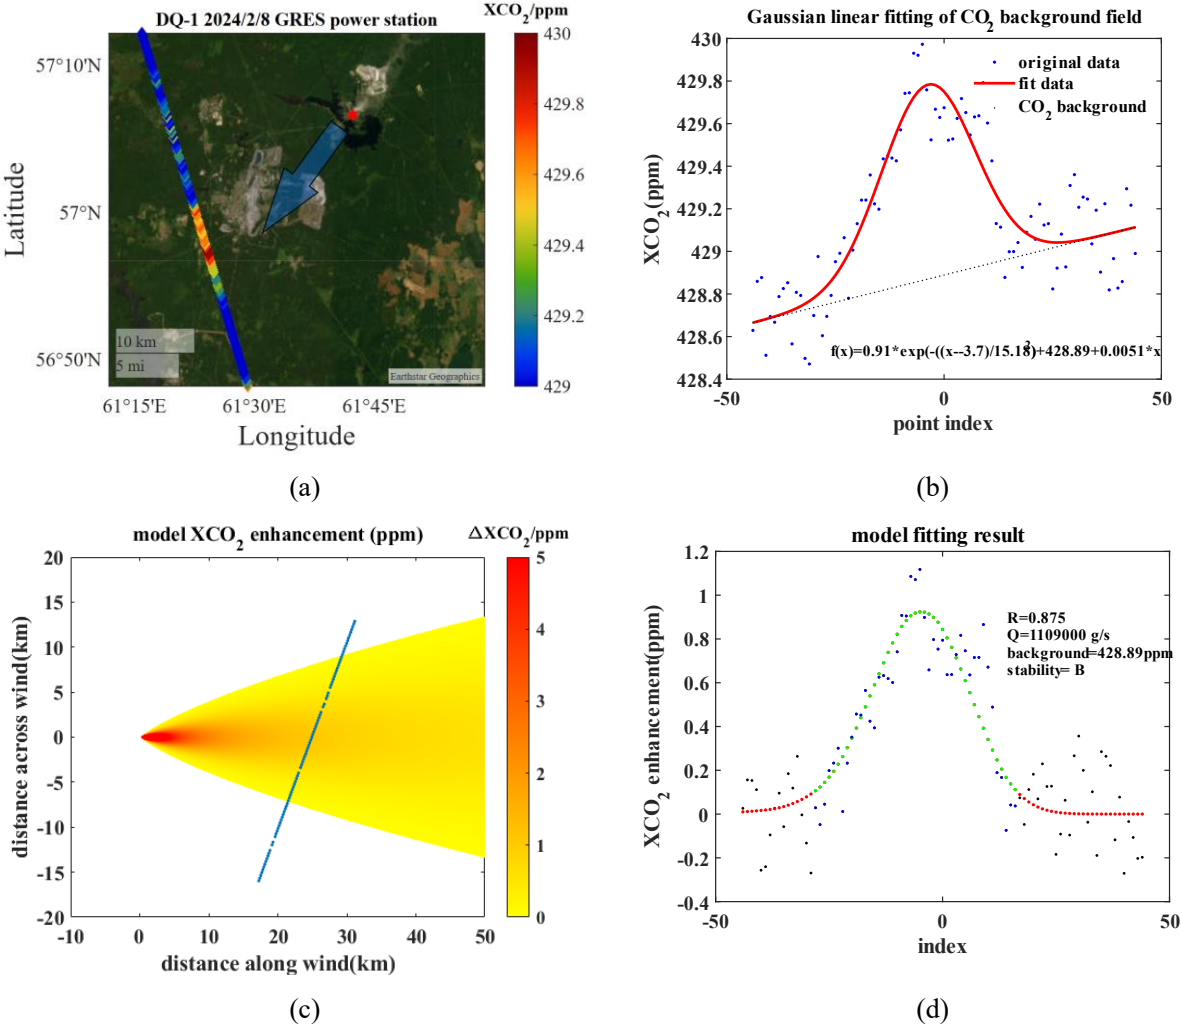 DQ-1 2024/2/8 GRES power station
XCO2/ppm
57°10'N
57°N
56°50'N
Latitude
10 km
5 mi
Earthstar Geographics
61°15'E 61°30'E 61°45'E
Longitude
430
429.8
429.6
429.4
429.2
429
(a)
Gaussian linear fitting of CO2 background field
430
429.8
429.6
429.4
429.2
429
428.8
428.6
428.4
XCO2(ppm)
original data
fit data
CO2 background
f(x)=0.91*exp(-((x--3.7)/15.18)2+428.89+0.0051*x
-50 0 50
point index
(b)
model XCO2 enhancement (ppm)
ΔXCO2/ppm
20
15
10
5
0
-5
-10
-15
-20
distance across wind(km)
-10 0 10 20 30 40 50
distance along wind(km)
5
4
3
2
1
0
(c)
model fitting result
1.2
1
0.8
0.6
0.4
0.2
0
-0.2
-0.4
XCO2 enhancement(ppm)
R=0.875
Q=1109000 g/s
background=428.89ppm
stability= B
-50 0 50
index
(d)